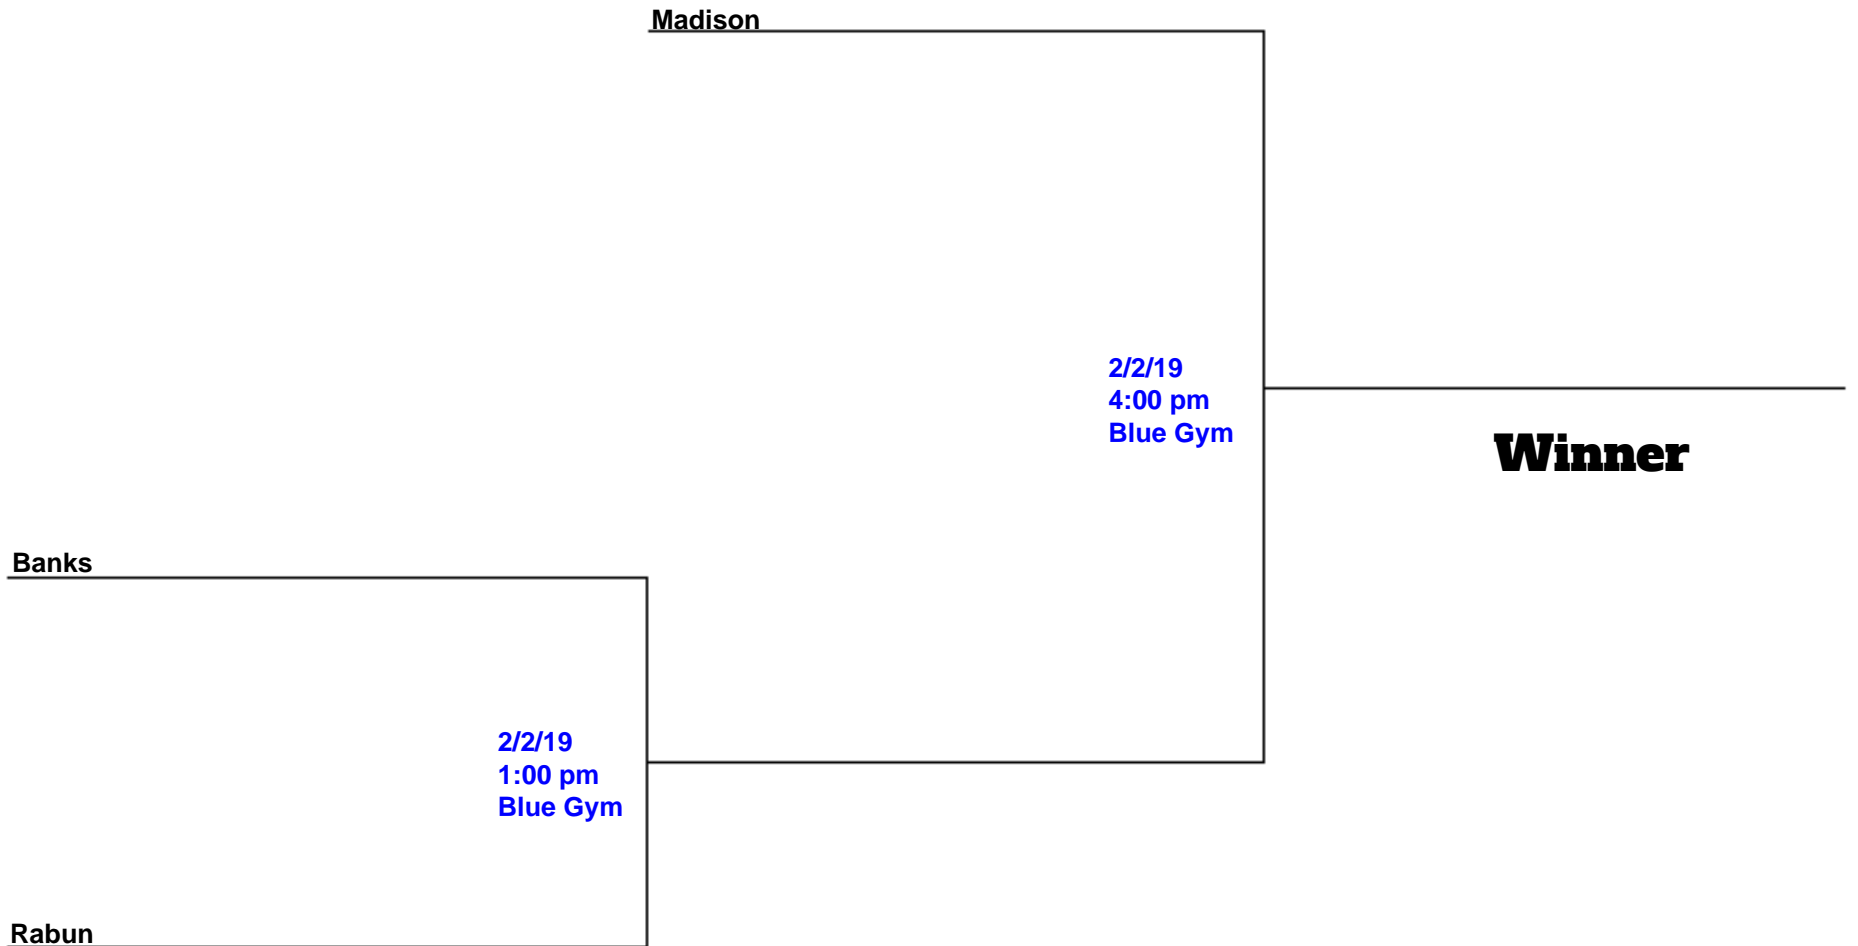 Madison
2/2/19
4:00 pm
Blue Gym
Winner
Banks
2/2/19
1:00 pm
Blue Gym
Rabun